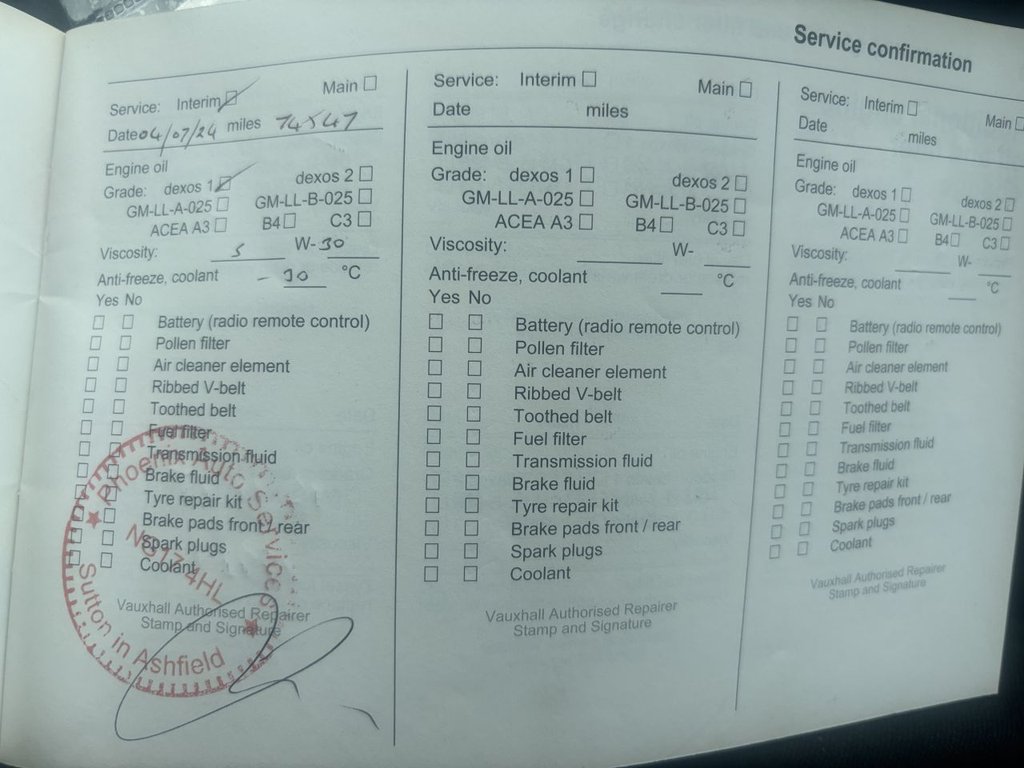 Service confirmation
Service: Interim Main
Date 04/07/24 miles 74547
Engine oil
Grade: dexos 1 dexos 2
GM-LL-A-025 GM-LL-B-025
ACEA A3 B4 C3
Viscosity: 5 W-30
Anti-freeze, coolant -30 °C
Yes No
Battery (radio remote control)
Pollen filter
Air cleaner element
Ribbed V-belt
Toothed belt
Fuel filter
Transmission fluid
Brake fluid
Tyre repair kit
Brake pads front / rear
Spark plugs
Coolant
Vauxhall Authorised Repairer
Stamp and Signature
Phoenix Auto Services
NG17 4HL
Sutton in Ashfield
Service: Interim Main
Date miles
Engine oil
Grade: dexos 1 dexos 2
GM-LL-A-025 GM-LL-B-025
ACEA A3 B4 C3
Viscosity: W-
Anti-freeze, coolant °C
Yes No
Battery (radio remote control)
Pollen filter
Air cleaner element
Ribbed V-belt
Toothed belt
Fuel filter
Transmission fluid
Brake fluid
Tyre repair kit
Brake pads front / rear
Spark plugs
Coolant
Vauxhall Authorised Repairer
Stamp and Signature
Service: Interim Main
Date miles
Engine oil
Grade: dexos 1 dexos 2
GM-LL-A-025 GM-LL-B-025
ACEA A3 B4 C3
Viscosity: W-
Anti-freeze, coolant °C
Yes No
Battery (radio remote control)
Pollen filter
Air cleaner element
Ribbed V-belt
Toothed belt
Fuel filter
Transmission fluid
Brake fluid
Tyre repair kit
Brake pads front / rear
Spark plugs
Coolant
Vauxhall Authorised Repairer
Stamp and Signature